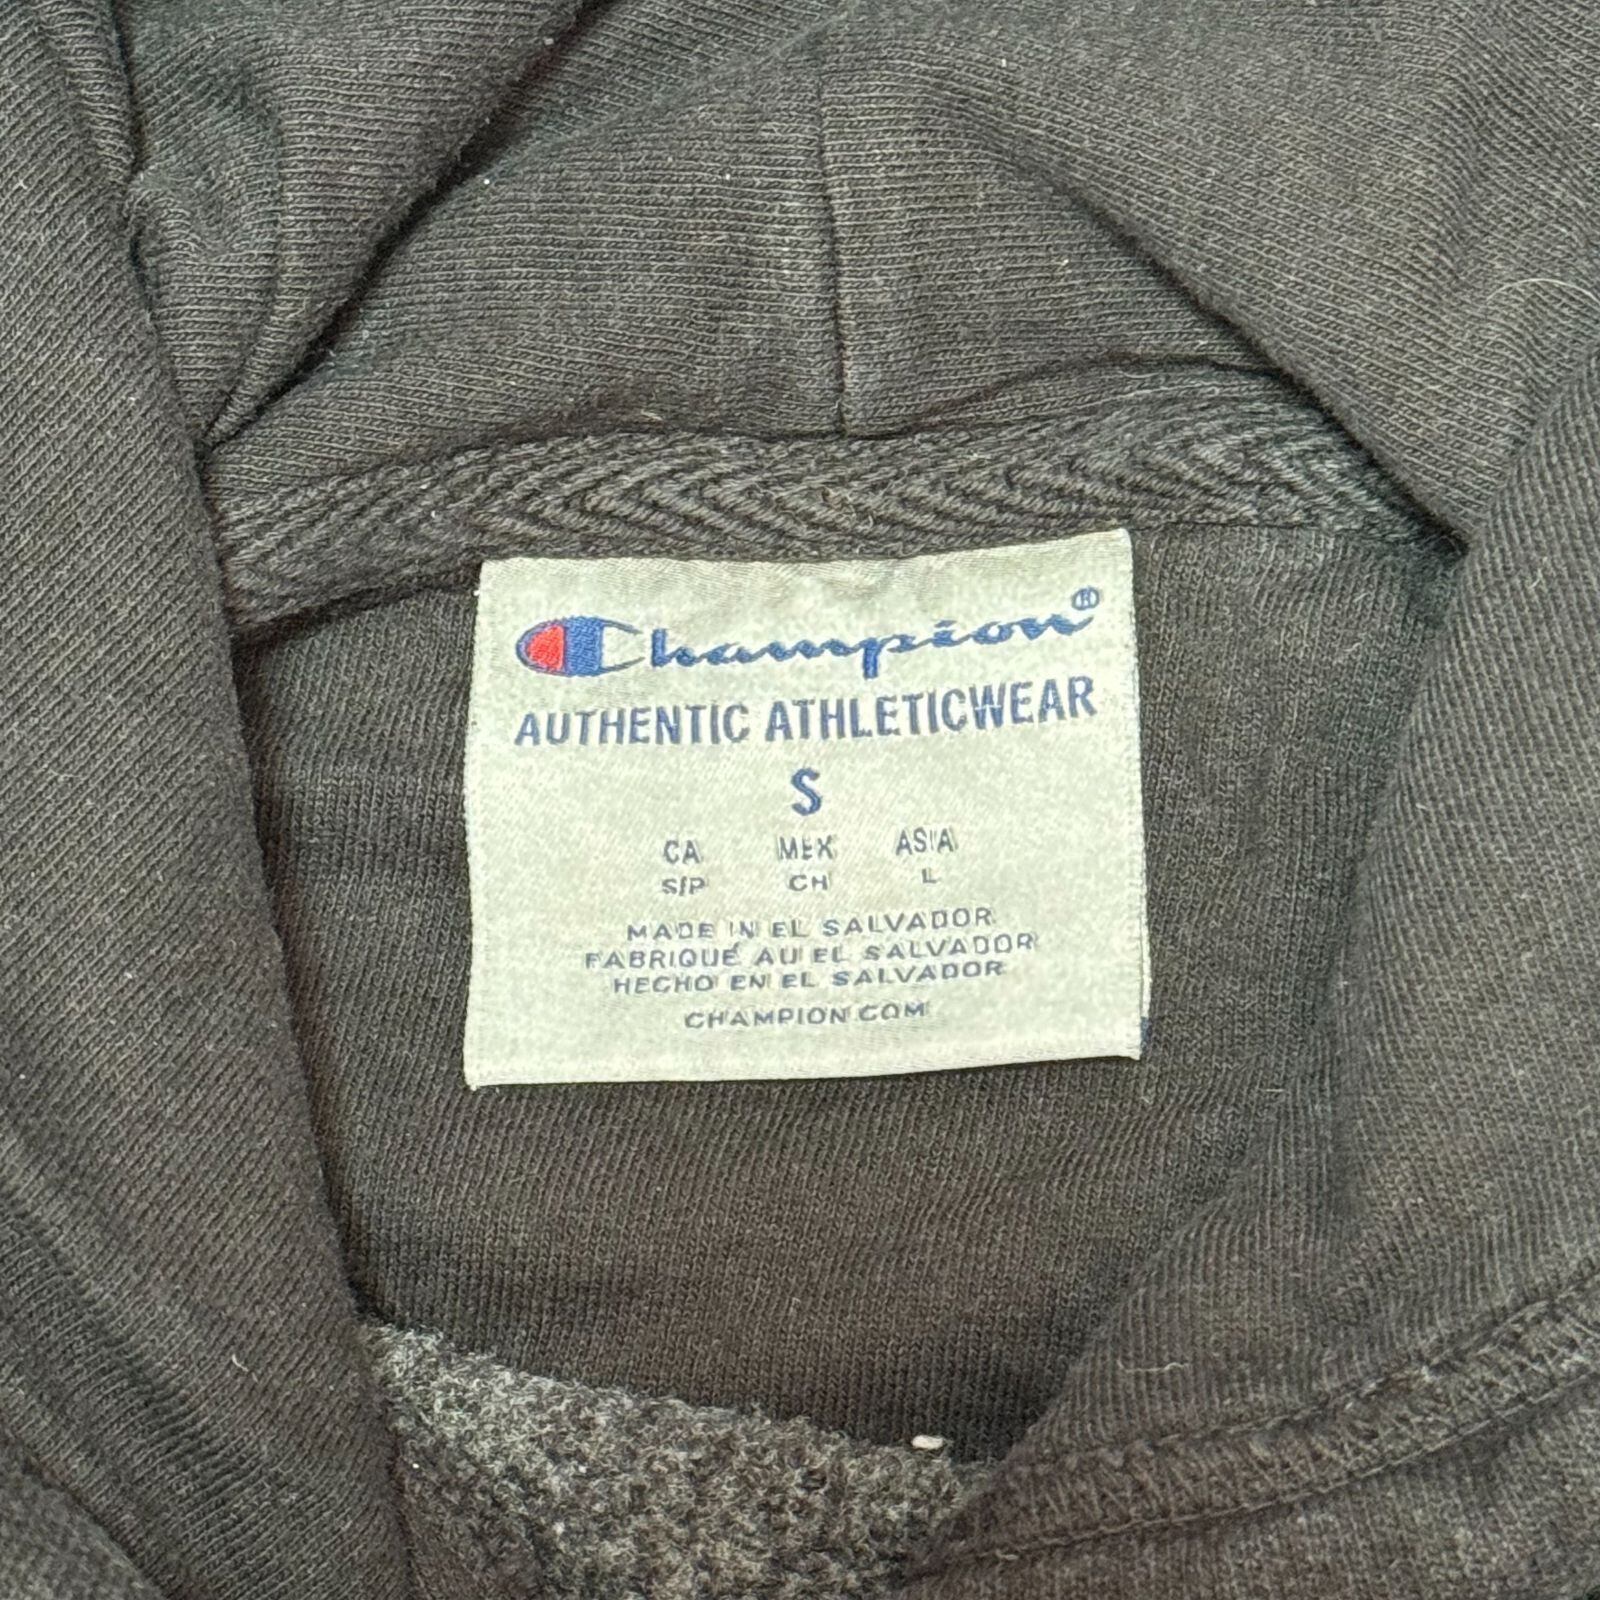 Champion®
AUTHENTIC ATHLETICWEAR
S
CA MEX ASIA
S/P CH L
MADE IN EL SALVADOR
FABRIQUÉ AU EL SALVADOR
HECHO EN EL SALVADOR
CHAMPION.COM